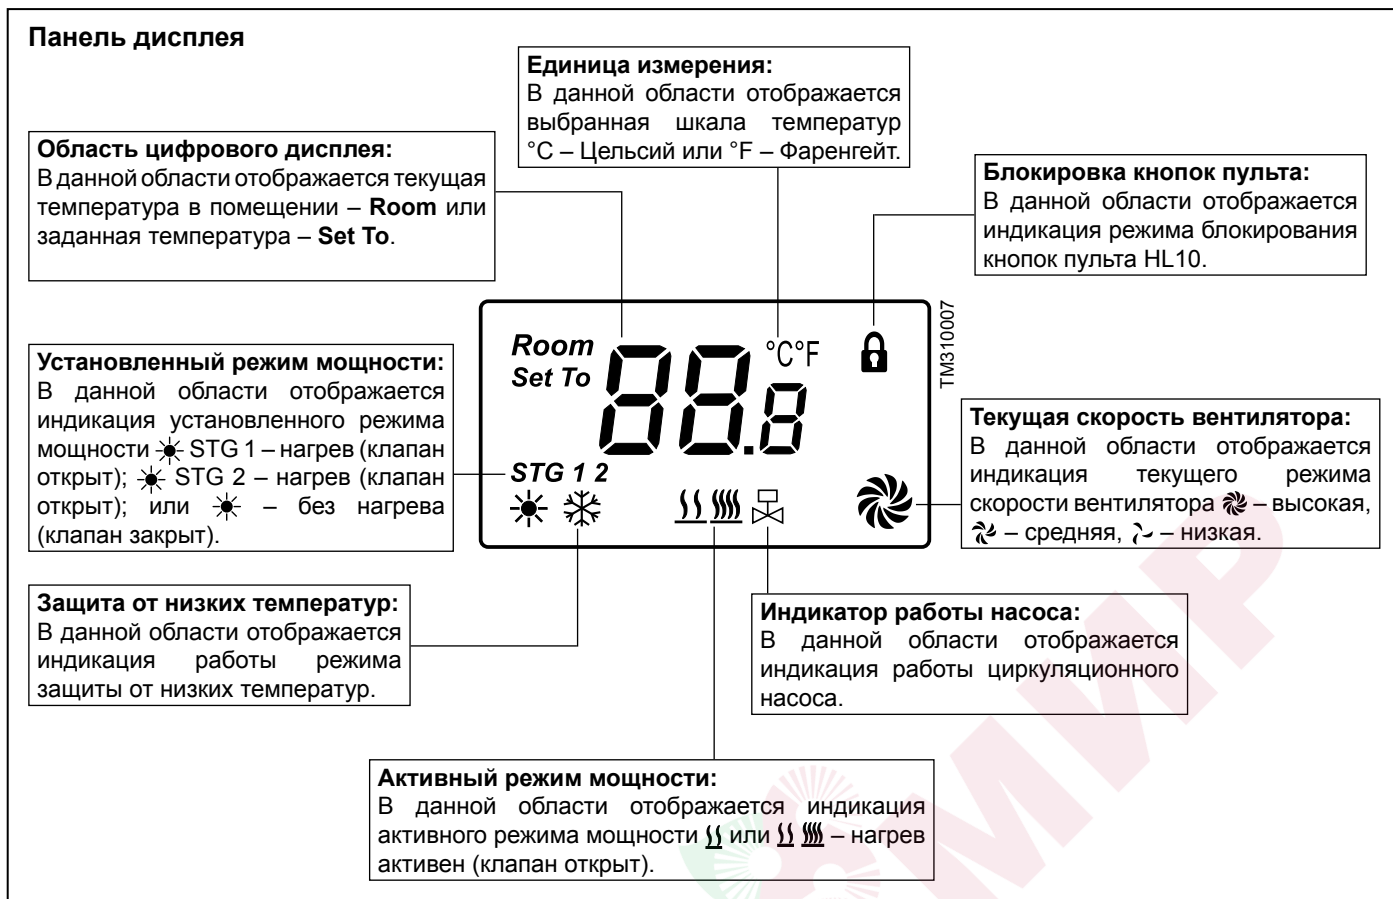 Панель дисплея
Единица измерения:
В данной области отображается
выбранная шкала температур
°C – Цельсий или °F – Фаренгейт.
Область цифрового дисплея:
В данной области отображается текущая
температура в помещении – Room или
заданная температура – Set To.
Блокировка кнопок пульта:
В данной области отображается
индикация режима блокирования
кнопок пульта HL10.
Установленный режим мощности:
В данной области отображается
индикация установленного режима
мощности STG 1 – нагрев (клапан
открыт); STG 2 – нагрев (клапан
открыт); или – без нагрева
(клапан закрыт).
Room
Set To
88.8
°C°F
STG 1 2
TM310007
Текущая скорость вентилятора:
В данной области отображается
индикация текущего режима
скорости вентилятора – высокая,
– средняя, – низкая.
Защита от низких температур:
В данной области отображается
индикация работы режима
защиты от низких температур.
Индикатор работы насоса:
В данной области отображается
индикация работы циркуляционного
насоса.
Активный режим мощности:
В данной области отображается индикация
активного режима мощности или – нагрев
активен (клапан открыт).
МИР